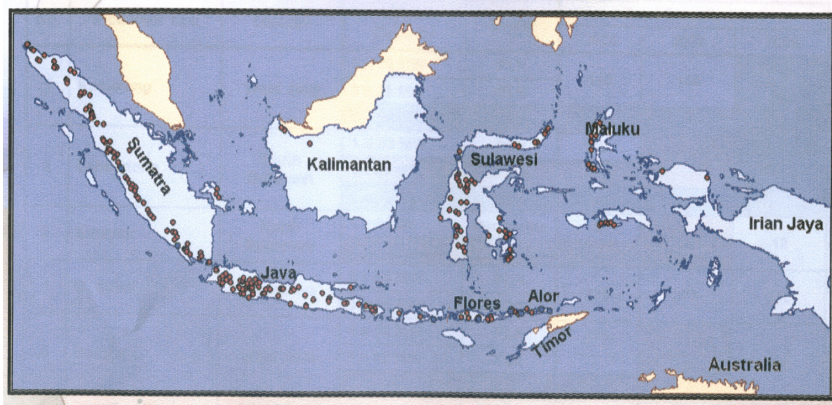 Maluku
Sumatra
Kalimantan
Sulawesi
Irian Jaya
Java
Flores
Alor
Timor
Australia